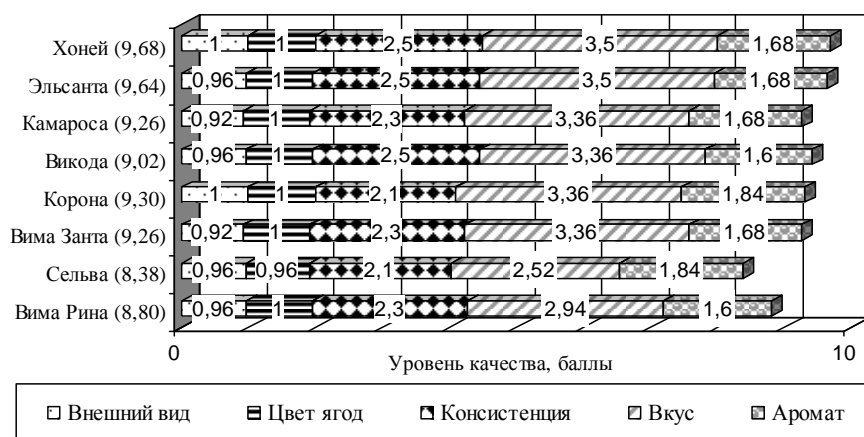 Хоней (9,68) 1 1 2,5 3,5 1,68
Эльсанта (9,64) 0,96 1 2,5 3,5 1,68
Камароса (9,26) 0,92 1 2,3 3,36 1,68
Викода (9,02) 0,96 1 2,5 3,36 1,6
Корона (9,30) 1 1 2,1 3,36 1,84
Вима Занта (9,26) 0,92 1 2,3 3,36 1,68
Сельва (8,38) 0,96 0,96 2,1 2,52 1,84
Вима Рина (8,80) 0,96 1 2,3 2,94 1,6
0 10
Уровень качества, баллы
Внешний вид Цвет ягод Консистенция Вкус Аромат